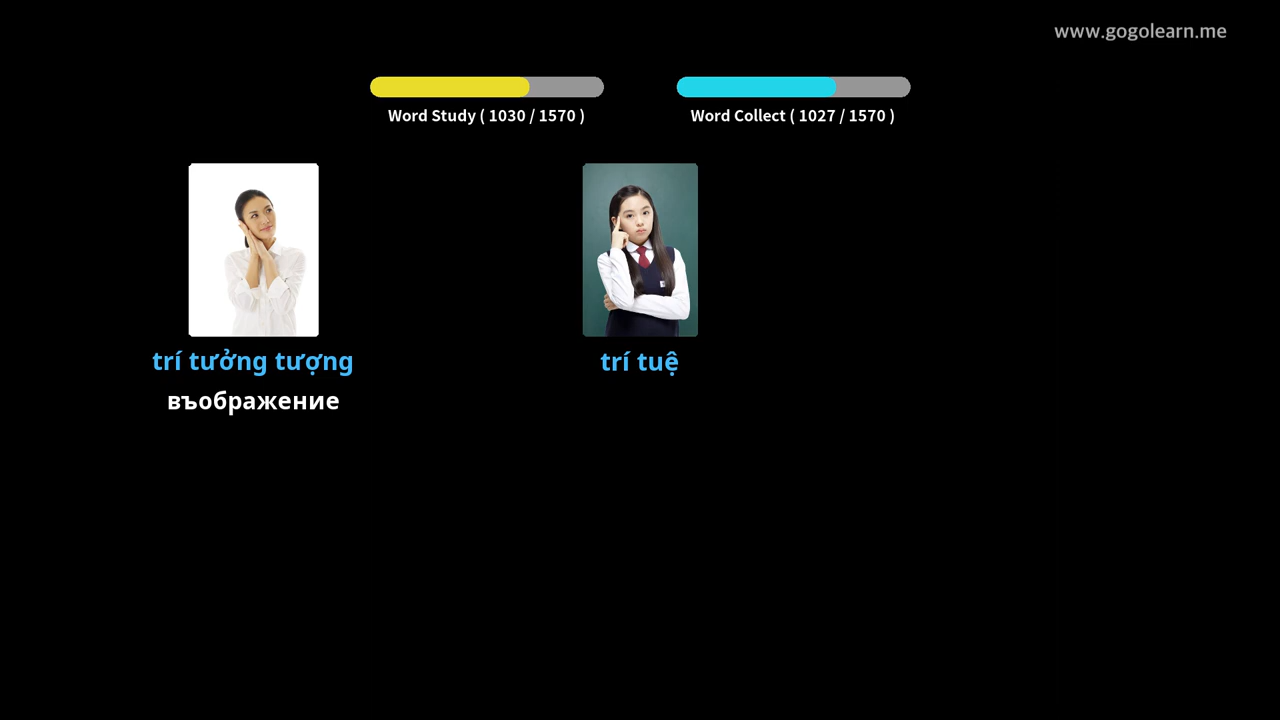 www.gogolearn.me
Word Study ( 1030 / 1570 )
Word Collect ( 1027 / 1570 )
trí tưởng tượng
въображение
trí tuệ